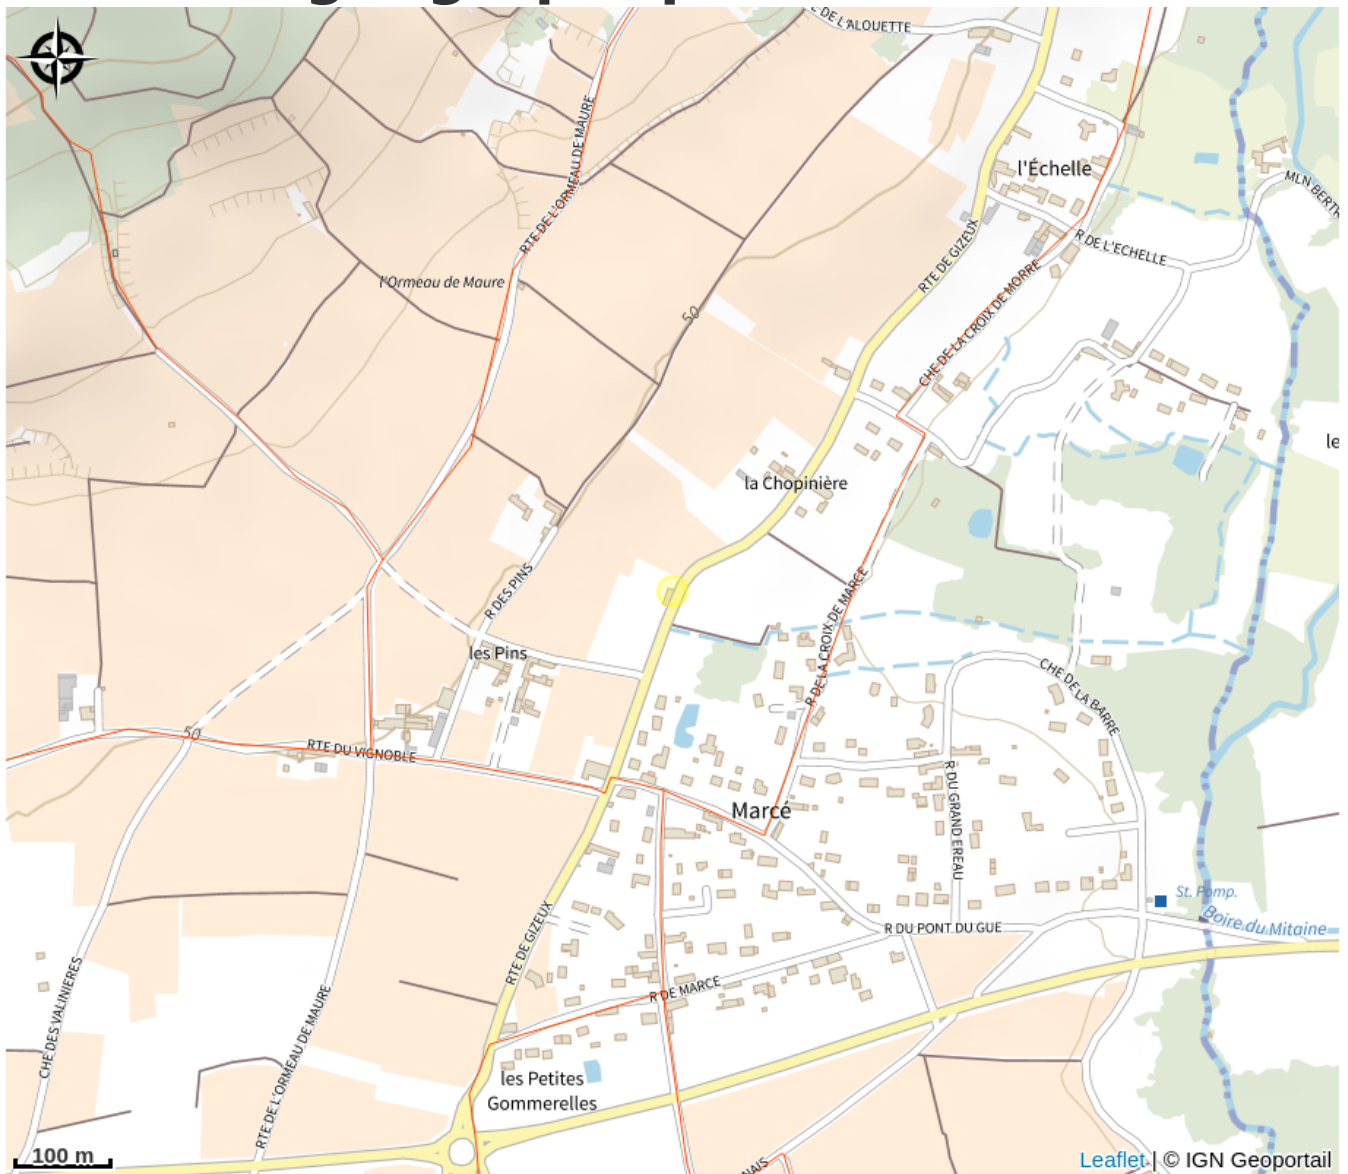 E DE L'ALOUETTE
RTE DE L'ORMEAU DE MAURE
l'Échelle
MLN BERTR
R DE L'ECHELLE
RTE DE GIZEUX
l'Ormeau de Maure
CHE DE LA CROIX DE MORRE
50
le
la Chopinière
R DES PINS
R DE LA CROIX DE MARCE
les Pins
CHE DE LA BARRE
50
RTE DU VIGNOBLE
Marcé
R DU GRAND EREAU
St. Pomp.
Boire du Mitaine
R DU PONT DU GUE
RTE DE GIZEUX
R DE MARCE
CHE DES VALINIERES
RTE DE L'ORMEAU DE MAURE
les Petites
Gommerelles
100 m
NAIS
Leaflet | © IGN Geoportail